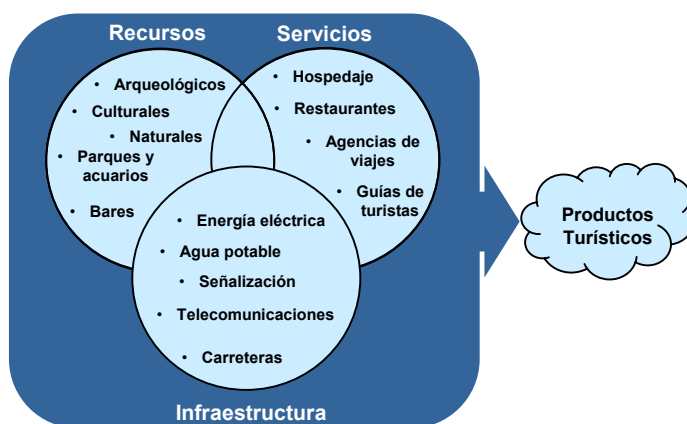 Recursos
• Arqueológicos
• Culturales
• Naturales
• Parques y
acuarios
• Bares
Servicios
• Hospedaje
• Restaurantes
• Agencias de
viajes
• Guías de
turistas
• Energía eléctrica
• Agua potable
• Señalización
• Telecomunicaciones
• Carreteras
Infraestructura
Productos
Turísticos